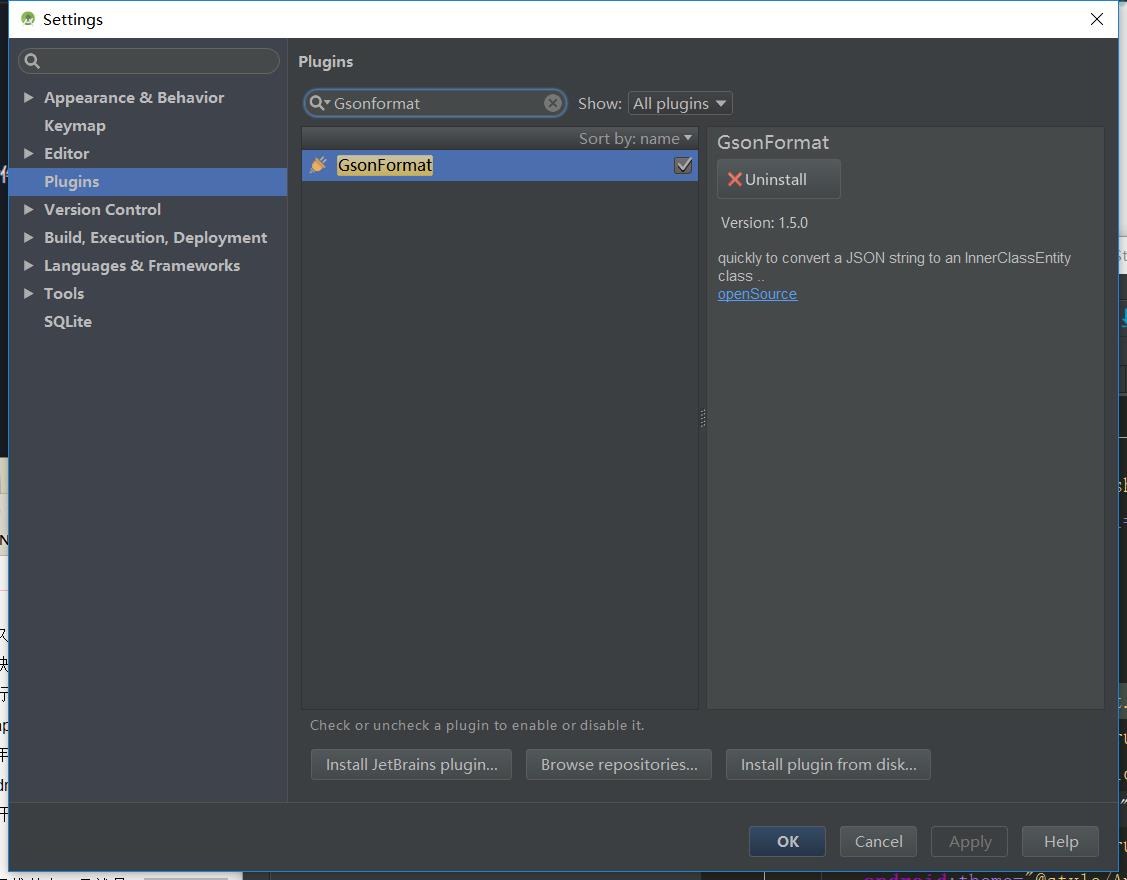 Settings
Plugins
Appearance & Behavior
Keymap
Editor
Plugins
Version Control
Build, Execution, Deployment
Languages & Frameworks
Tools
SQLite
Gsonformat
Show: All plugins
Sort by: name
GsonFormat
GsonFormat
Uninstall
Version: 1.5.0
quickly to convert a JSON string to an InnerClassEntity
class ..
openSource
Check or uncheck a plugin to enable or disable it.
Install JetBrains plugin...
Browse repositories...
Install plugin from disk...
OK
Cancel
Apply
Help
android:theme="@style/A